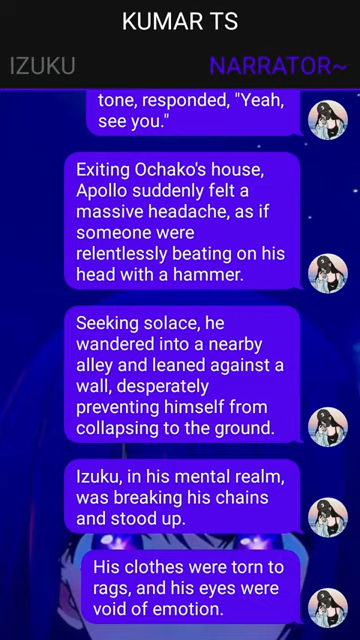 KUMAR TS
IZUKU
NARRATOR~
tone, responded, "Yeah,
see you."
Exiting Ochako's house,
Apollo suddenly felt a
massive headache, as if
someone were
relentlessly beating on his
head with a hammer.
Seeking solace, he
wandered into a nearby
alley and leaned against a
wall, desperately
preventing himself from
collapsing to the ground.
Izuku, in his mental realm,
was breaking his chains
and stood up.
His clothes were torn to
rags, and his eyes were
void of emotion.